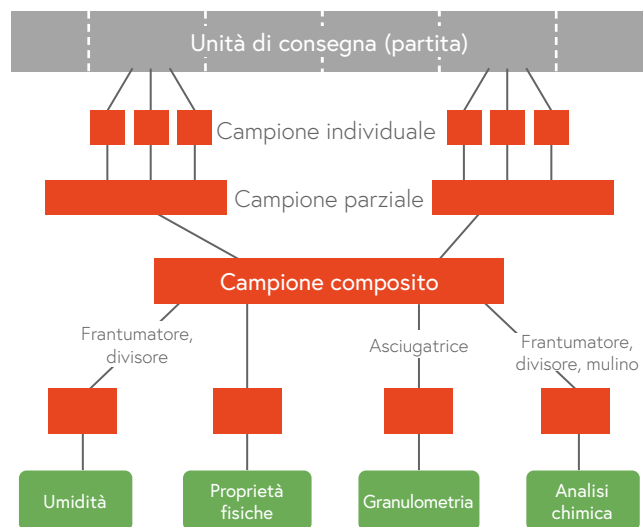 Unità di consegna (partita)
Campione individuale
Campione parziale
Campione composito
Frantumatore,
divisore
Asciugatrice
Frantumatore,
divisore, mulino
Umidità
Proprietà
fisiche
Granulometria
Analisi
chimica